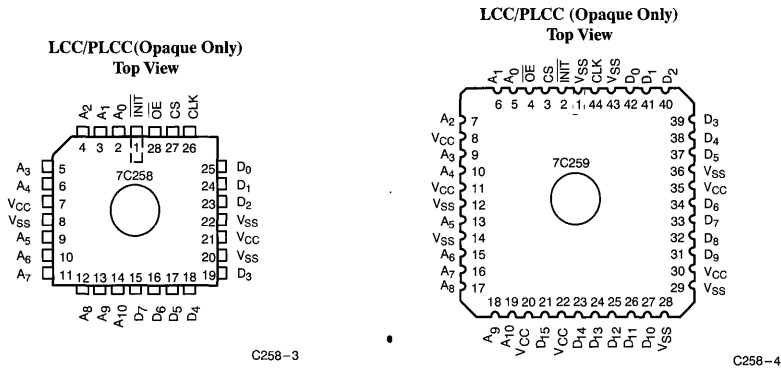 LCC/PLCC(Opaque Only)
Top View
A2 A1 A0 INIT OE CS CLK
4 3 2 1 28 27 26
7C258
A3 5
A4 6
VCC 7
VSS 8
A5 9
A6 10
A7 11
25 D0
24 D1
23 D2
22 VSS
21 VCC
20 VSS
19 D3
12 13 14 15 16 17 18
A8 A9 A10 D7 D6 D5 D4
C258-3
LCC/PLCC (Opaque Only)
Top View
A1 A0 OE CS INIT VSS CLK VSS D0 D1 D2
6 5 4 3 2 1 44 43 42 41 40
7C259
A2 7
VCC 8
A3 9
A4 10
VCC 11
VSS 12
A5 13
VSS 14
A6 15
A7 16
A8 17
39 D3
38 D4
37 D5
36 VSS
35 VCC
34 D6
33 D7
32 D8
31 D9
30 VCC
29 VSS
18 19 20 21 22 23 24 25 26 27 28
A9 A10 VCC D15 VCC D14 D13 D12 D11 D10 VSS
C258-4